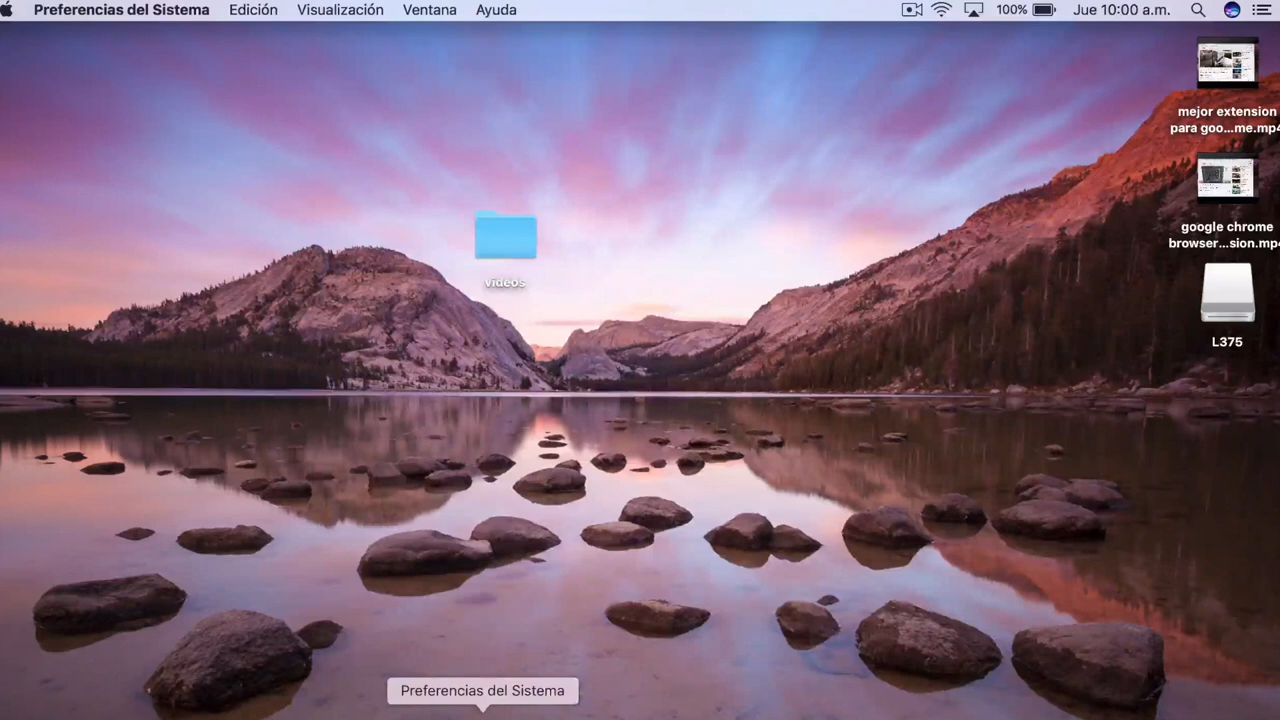 Preferencias del Sistema Edición Visualización Ventana Ayuda 100% Jue 10:00 a.m.
mejor extension
para goo...me.mp4
google chrome
browser...sion.mp4
videos
L375
Preferencias del Sistema